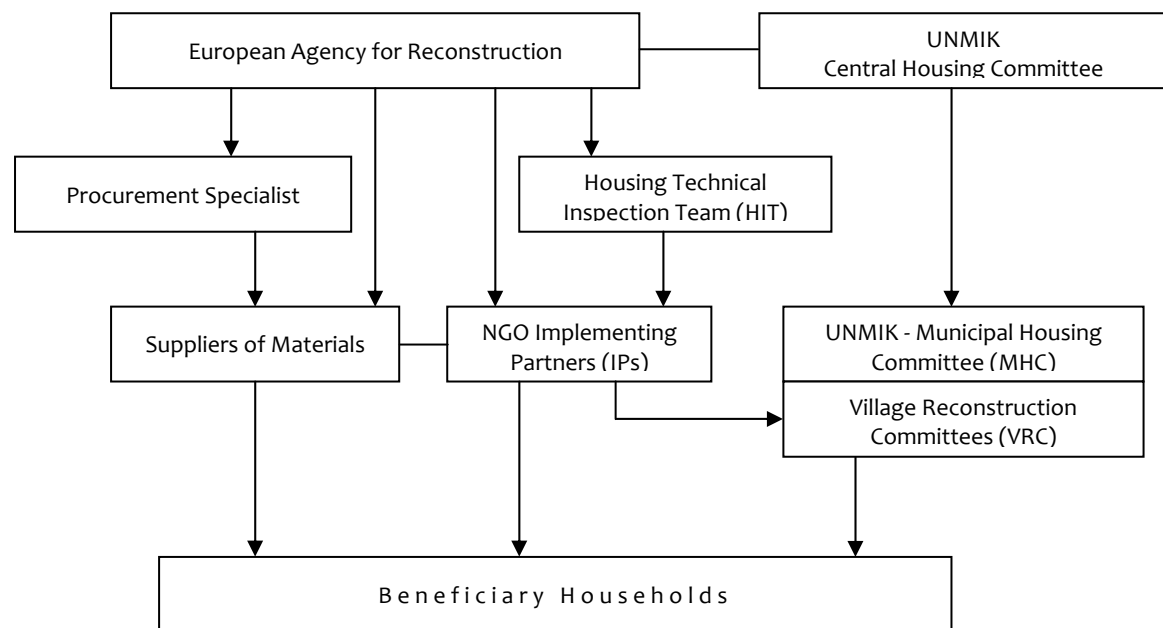 European Agency for Reconstruction
UNMIK
Central Housing Committee
Procurement Specialist
Housing Technical
Inspection Team (HIT)
Suppliers of Materials
NGO Implementing
Partners (IPs)
UNMIK - Municipal Housing
Committee (MHC)
Village Reconstruction
Committees (VRC)
Beneficiary Households